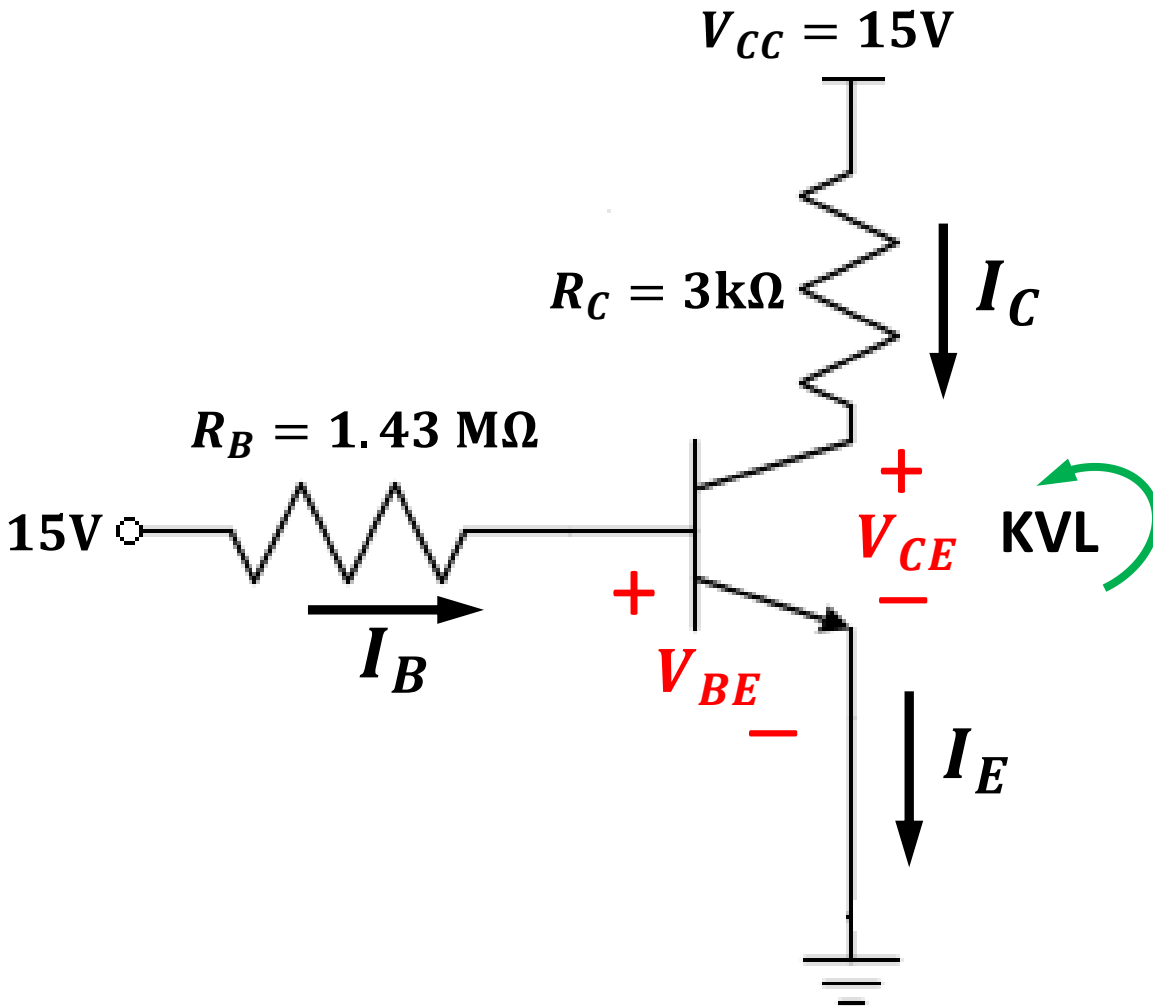 V_CC = 15V
R_C = 3kΩ
I_C
R_B = 1.43 MΩ
15V
+
V_CE
−
KVL
I_B
+
V_BE
−
I_E